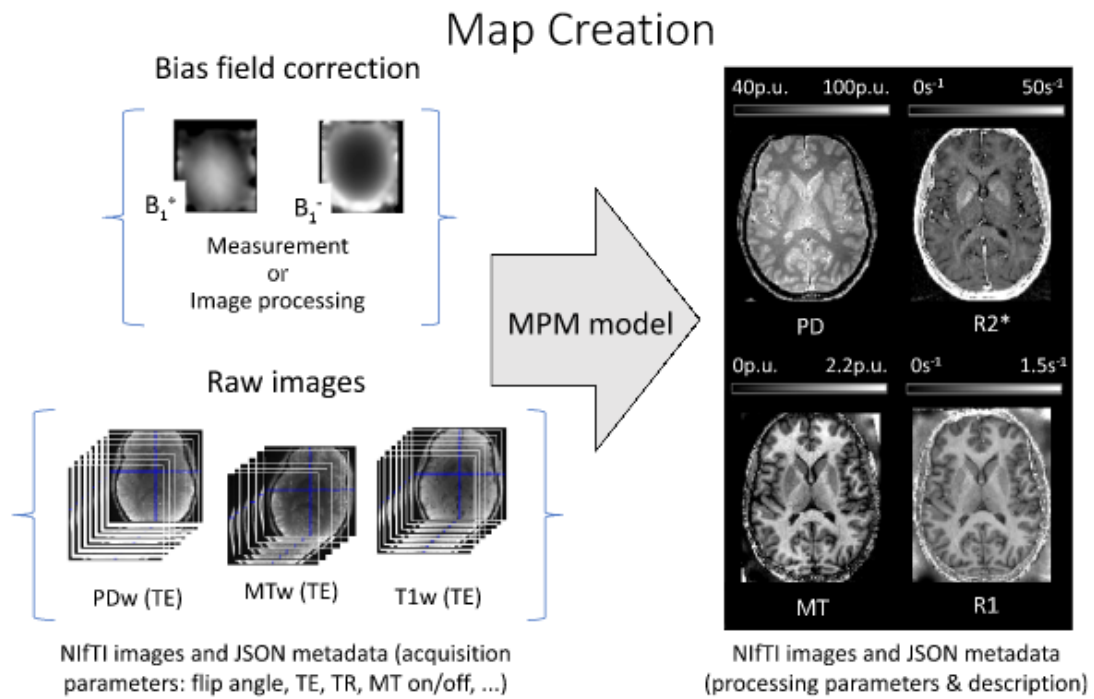 Map Creation
Bias field correction
B₁⁺
B₁⁻
Measurement
or
Image processing
Raw images
PDw (TE)
MTw (TE)
T1w (TE)
NIfTI images and JSON metadata (acquisition
parameters: flip angle, TE, TR, MT on/off, ...)
MPM model
40p.u.
100p.u.
0s⁻¹
50s⁻¹
PD
R2*
0p.u.
2.2p.u.
0s⁻¹
1.5s⁻¹
MT
R1
NIfTI images and JSON metadata
(processing parameters & description)